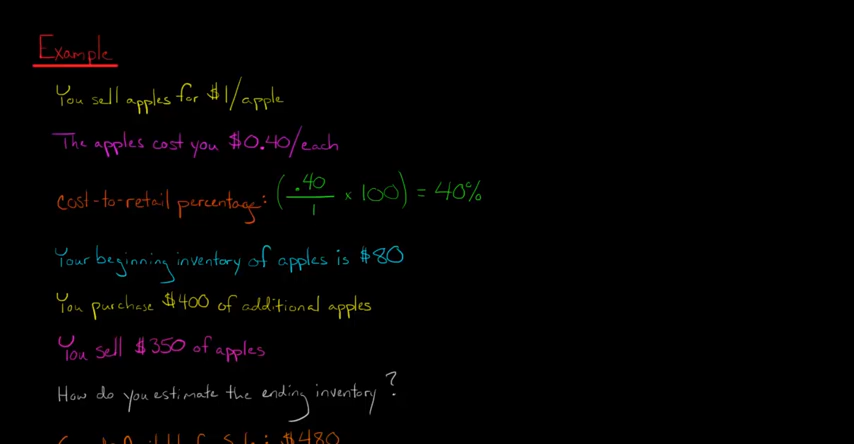 Example
You sell apples for $1/apple
The apples cost you $0.40/each
cost-to-retail percentage: (.40/1 × 100) = 40%
Your beginning inventory of apples is $80
You purchase $400 of additional apples
You sell $350 of apples
How do you estimate the ending inventory?
$480